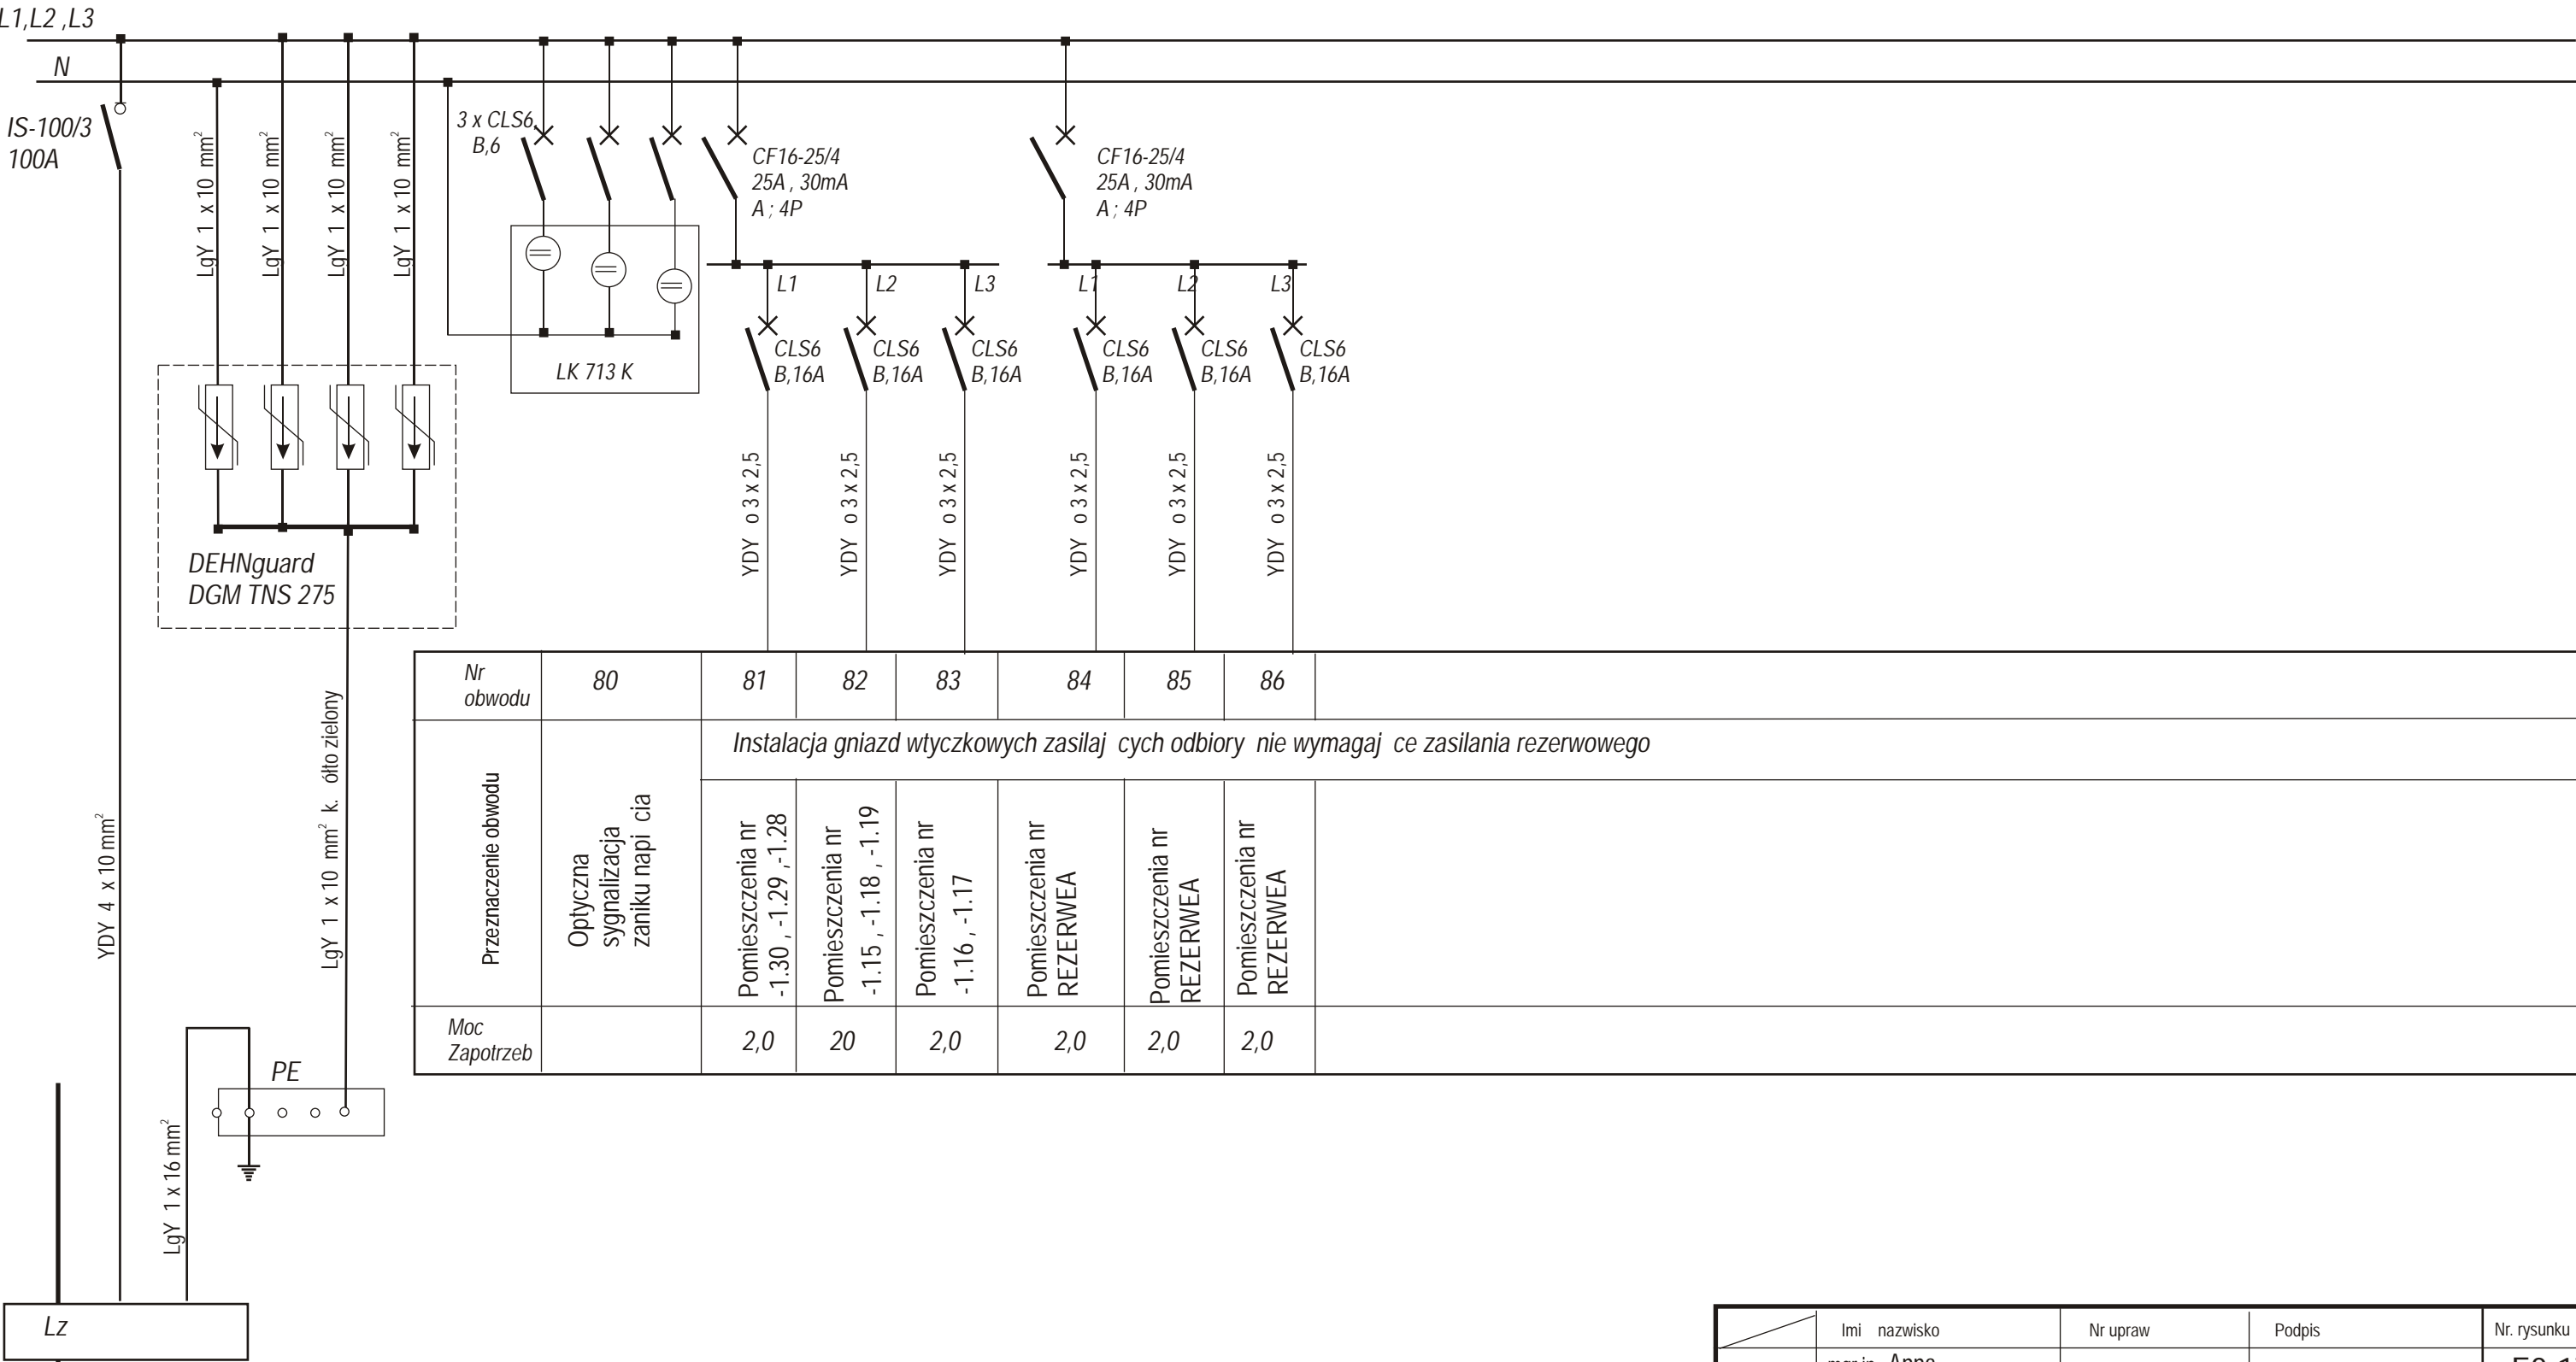 L1,L2 ,L3
N
IS-100/3
100A
LgY 1 x 10 mm²
LgY 1 x 10 mm²
LgY 1 x 10 mm²
LgY 1 x 10 mm²
3 x CLS6,
B,6
CF16-25/4
25A , 30mA
A ; 4P
CF16-25/4
25A , 30mA
A ; 4P
L1
L2
L3
L1
L2
L3
CLS6
B,16A
CLS6
B,16A
CLS6
B,16A
CLS6
B,16A
CLS6
B,16A
CLS6
B,16A
LK 713 K
YDY o 3 x 2,5
YDY o 3 x 2,5
YDY o 3 x 2,5
YDY o 3 x 2,5
YDY o 3 x 2,5
YDY o 3 x 2,5
DEHNguard
DGM TNS 275
Nr
obwodu
80
81
82
83
84
85
86
Instalacja gniazd wtyczkowych zasilaj cych odbiory nie wymagaj ce zasilania rezerwowego
Przeznaczenie obwodu
Optyczna
sygnalizacja
zaniku napi cia
Pomieszczenia nr
-1.30 , -1.29 ,-1.28
Pomieszczenia nr
-1.15 , -1.18 , -1.19
Pomieszczenia nr
-1.16 , -1.17
Pomieszczenia nr
REZERWEA
Pomieszczenia nr
REZERWEA
Pomieszczenia nr
REZERWEA
Moc
Zapotrzeb
2,0
20
2,0
2,0
2,0
2,0
YDY 4 x 10 mm²
LgY 1 x 10 mm² k. ółto zielony
PE
LgY 1 x 16 mm²
Lz
Imi nazwisko
Nr upraw
Podpis
Nr. rysunku